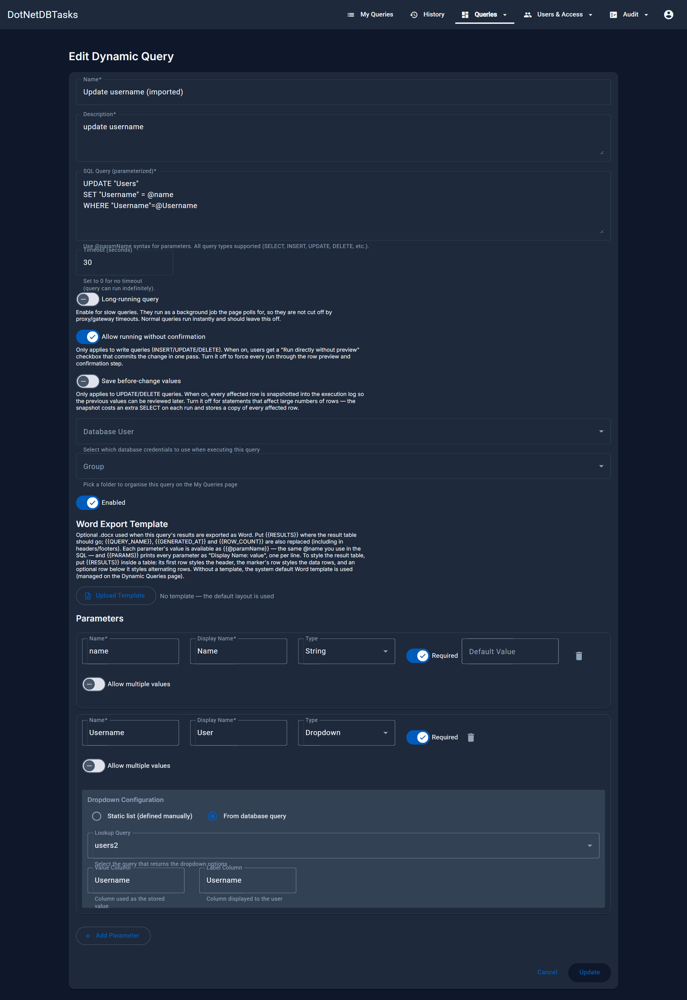 DotNetDBTasks
My Queries
History
Queries
Users & Access
Audit
Edit Dynamic Query
Name*
Update username (imported)
Description*
update username
SQL Query (parameterized)*
UPDATE "Users"
SET "Username" = @name
WHERE "Username"=@Username
Use @paramName syntax for parameters. All query types supported (SELECT, INSERT, UPDATE, DELETE, etc.).
Timeout (seconds)
30
Set to 0 for no timeout
(query can run indefinitely).
Long-running query
Enable for slow queries. They run as a background job the page polls for, so they are not cut off by
proxy/gateway timeouts. Normal queries run instantly and should leave this off.
Allow running without confirmation
Only applies to write queries (INSERT/UPDATE/DELETE). When on, users get a "Run directly without preview"
checkbox that commits the change in one pass. Turn it off to force every run through the row preview and
confirmation step.
Save before-change values
Only applies to UPDATE/DELETE queries. When on, every affected row is snapshotted into the execution log so
the previous values can be reviewed later. Turn it off for statements that affect large numbers of rows — the
snapshot costs an extra SELECT on each run and stores a copy of every affected row.
Database User
Select which database credentials to use when executing this query
Group
Pick a folder to organise this query on the My Queries page
Enabled
Word Export Template
Optional .docx used when this query's results are exported as Word. Put {{RESULTS}} where the result table
should go; {{QUERY_NAME}}, {{GENERATED_AT}} and {{ROW_COUNT}} are also replaced (including in
headers/footers). Each parameter's value is available as {{@paramName}} — the same @name you use in the
SQL — and {{PARAMS}} prints every parameter as "Display Name: value", one per line. To style the result table,
put {{RESULTS}} inside a table: its first row styles the header, the marker's row styles the data rows, and an
optional row below it styles alternating rows. Without a template, the system default Word template is used
(managed on the Dynamic Queries page).
Upload Template
No template — the default layout is used
Parameters
Name*
name
Display Name*
Name
Type
String
Required
Default Value
Allow multiple values
Name*
Username
Display Name*
User
Type
Dropdown
Required
Allow multiple values
Dropdown Configuration
Static list (defined manually)
From database query
Lookup Query
users2
Select the query that returns the dropdown options
Value Column
Username
Column used as the stored
value
Label Column
Username
Column displayed to the user
Add Parameter
Cancel
Update